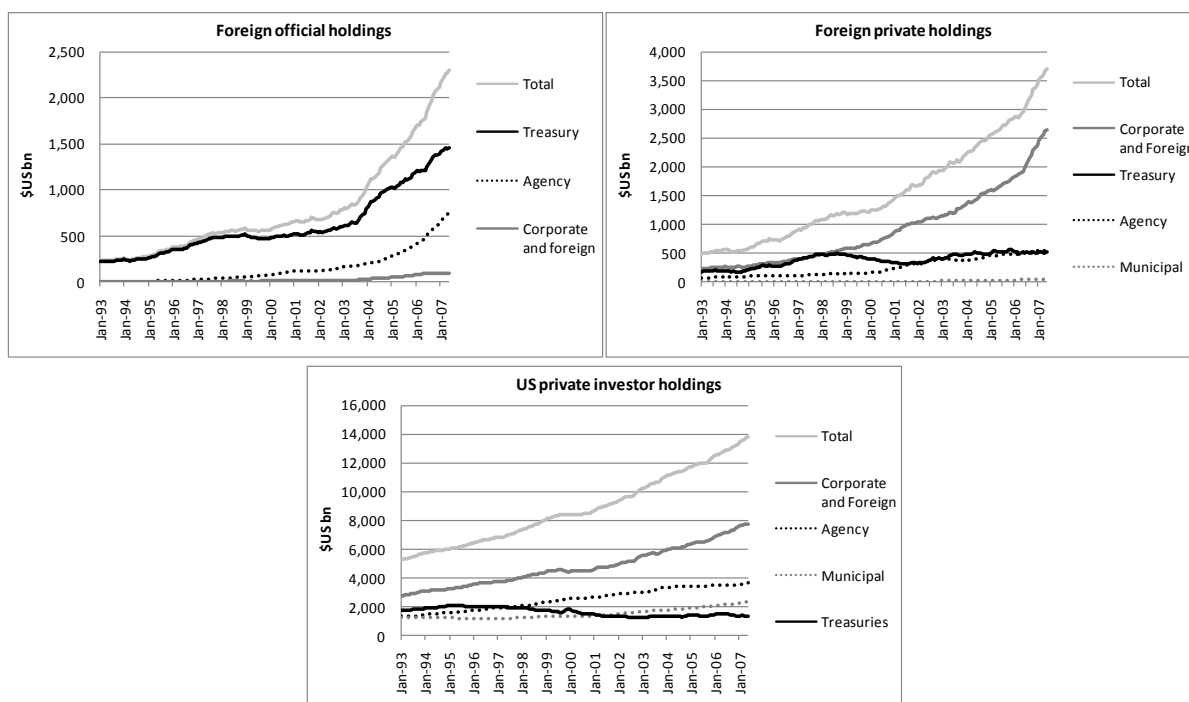 Foreign official holdings
2,500
2,000
1,500
1,000
500
0
$US bn
Jan-93
Jan-94
Jan-95
Jan-96
Jan-97
Jan-98
Jan-99
Jan-00
Jan-01
Jan-02
Jan-03
Jan-04
Jan-05
Jan-06
Jan-07
Total
Treasury
Agency
Corporate
and foreign
Foreign private holdings
4,000
3,500
3,000
2,500
2,000
1,500
1,000
500
0
$US bn
Jan-93
Jan-94
Jan-95
Jan-96
Jan-97
Jan-98
Jan-99
Jan-00
Jan-01
Jan-02
Jan-03
Jan-04
Jan-05
Jan-06
Jan-07
Total
Corporate
and Foreign
Treasury
Agency
Municipal
US private investor holdings
16,000
14,000
12,000
10,000
8,000
6,000
4,000
2,000
0
$US bn
Jan-93
Jan-94
Jan-95
Jan-96
Jan-97
Jan-98
Jan-99
Jan-00
Jan-01
Jan-02
Jan-03
Jan-04
Jan-05
Jan-06
Jan-07
Total
Corporate
and Foreign
Agency
Municipal
Treasuries